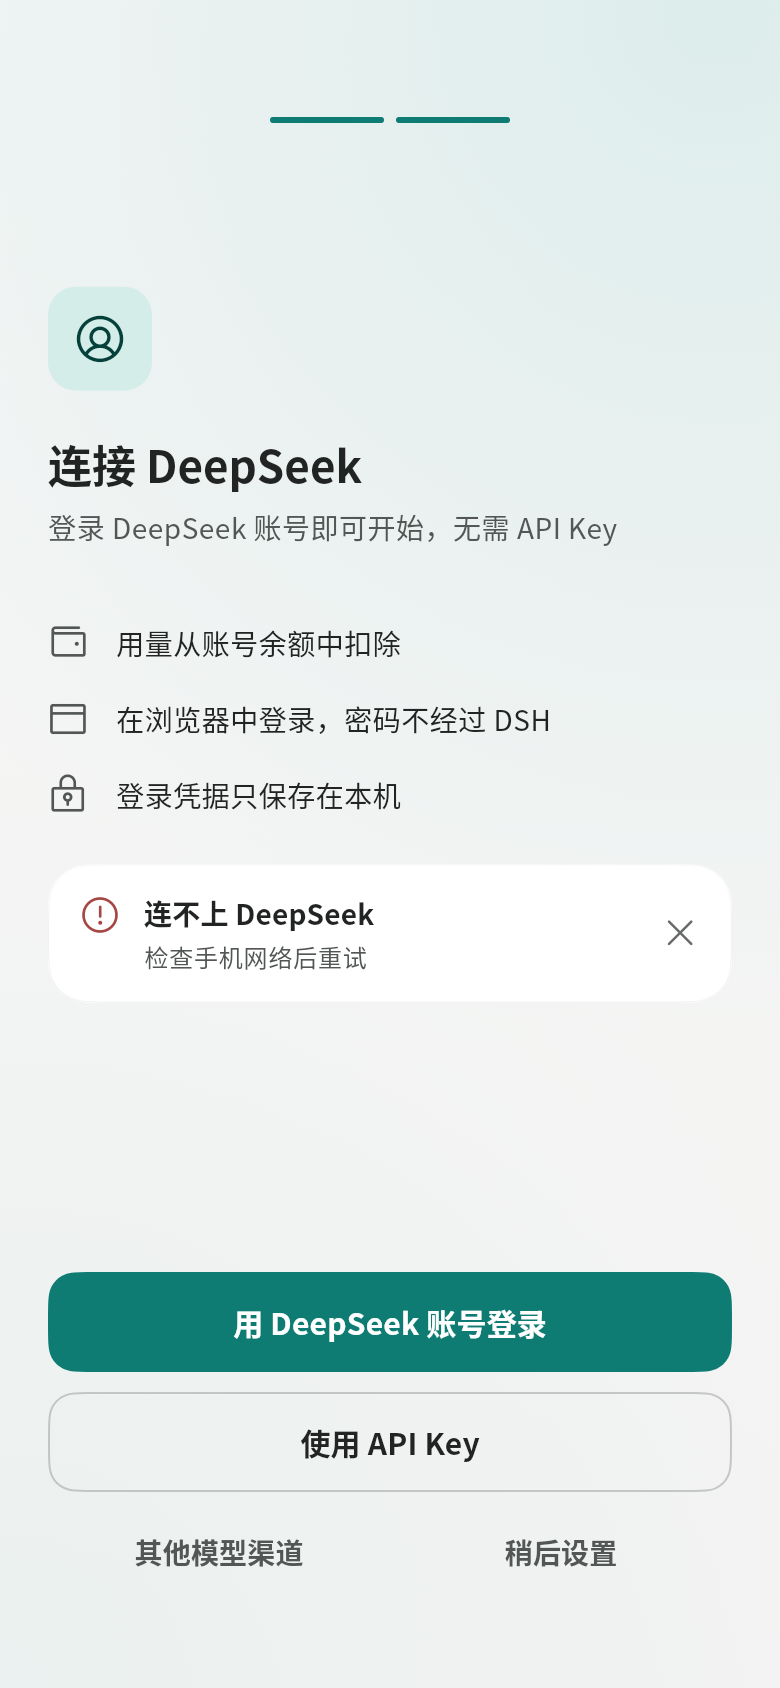 连接 DeepSeek
登录 DeepSeek 账号即可开始，无需 API Key
用量从账号余额中扣除
在浏览器中登录，密码不经过 DSH
登录凭据只保存在本机
连不上 DeepSeek
检查手机网络后重试
用 DeepSeek 账号登录
使用 API Key
其他模型渠道
稍后设置